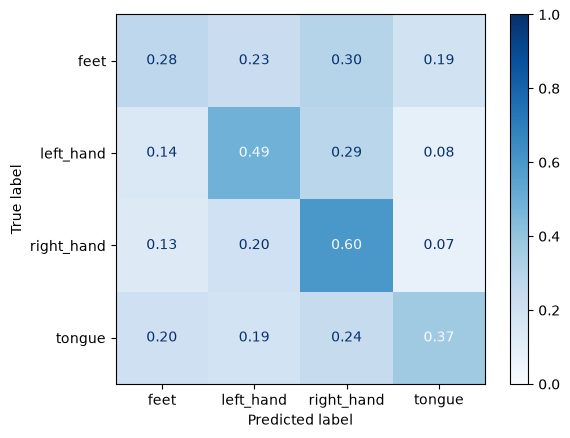 feet 0.28 0.23 0.30 0.19
left_hand 0.14 0.49 0.29 0.08
right_hand 0.13 0.20 0.60 0.07
tongue 0.20 0.19 0.24 0.37
feet left_hand right_hand tongue
Predicted label
True label
1.0
0.8
0.6
0.4
0.2
0.0